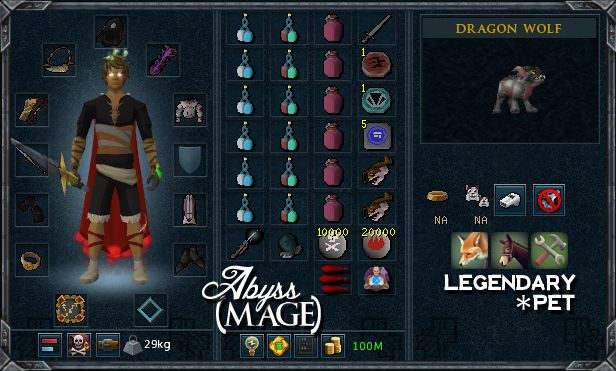 DRAGON WOLF
1
1
5
10000
20000
NA
NA
Abyss
(MAGE)
LEGENDARY
*PET
29kg
100M